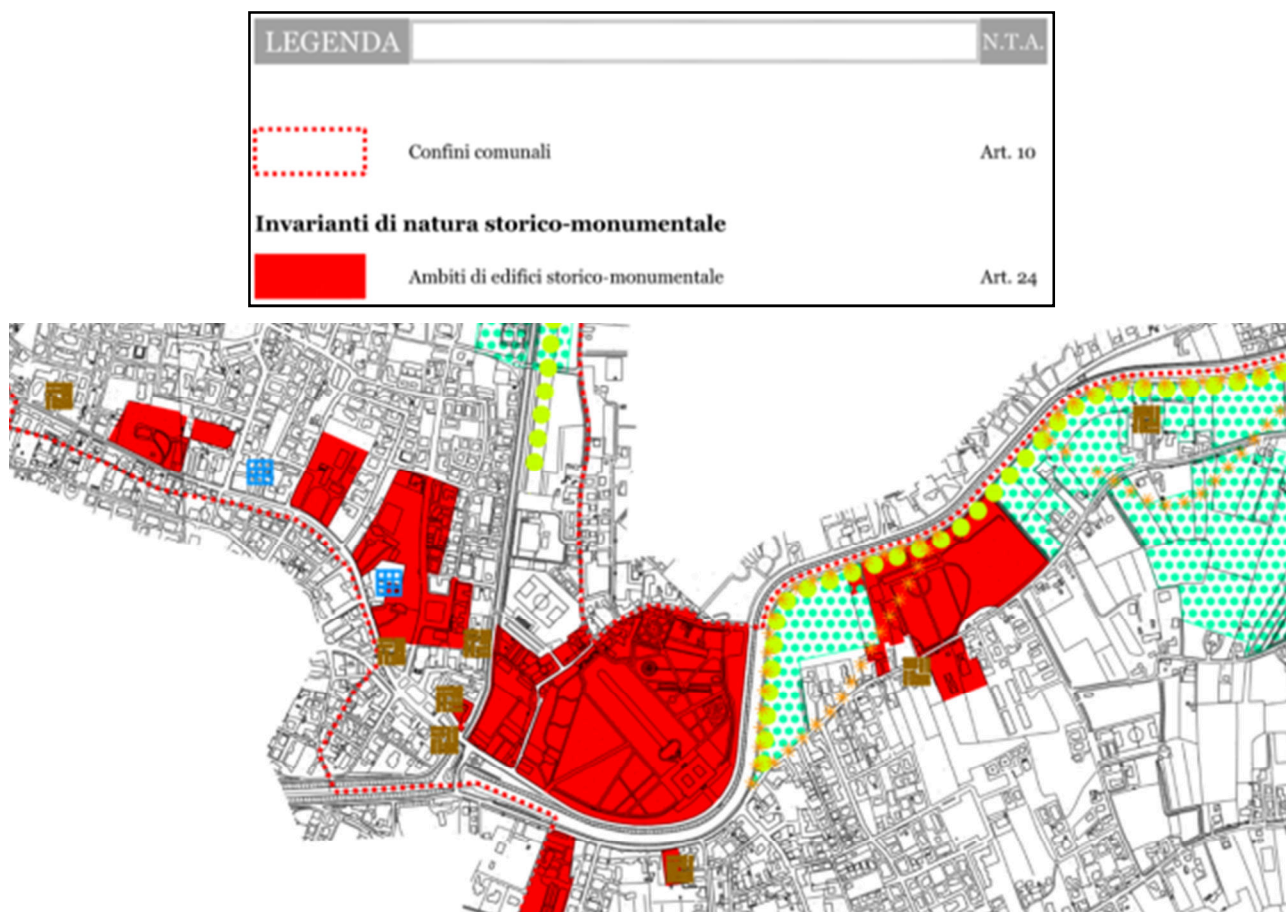 LEGENDA N.T.A.
Confini comunali Art. 10
Invarianti di natura storico-monumentale
Ambiti di edifici storico-monumentale Art. 24